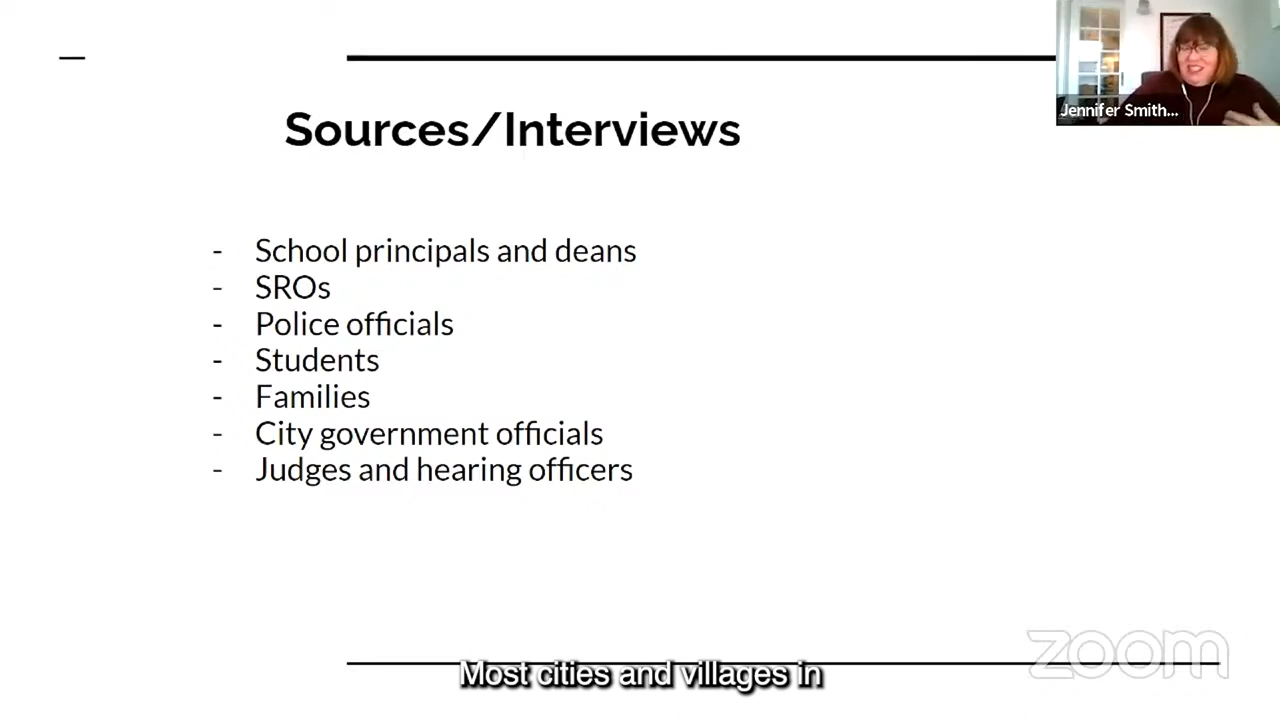 Jennifer Smith...
Sources/Interviews
- School principals and deans
- SROs
- Police officials
- Students
- Families
- City government officials
- Judges and hearing officers
zoom
Most cities and villages in